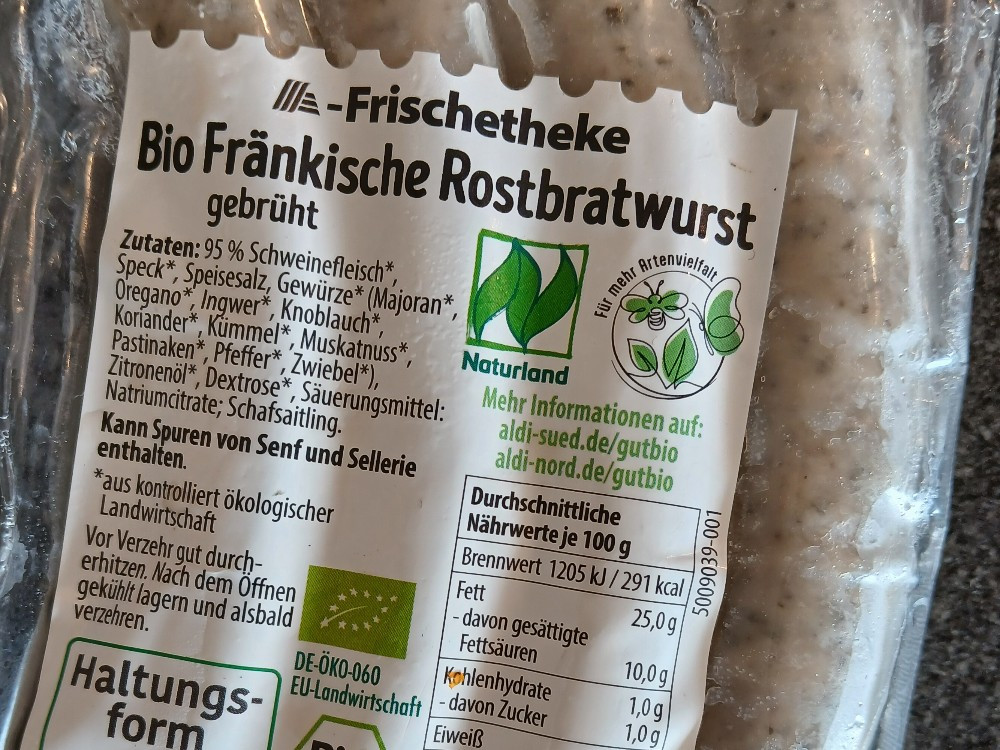 -Frischetheke
Bio Fränkische Rostbratwurst
gebrüht
Zutaten: 95 % Schweinefleisch*,
Speck*, Speisesalz, Gewürze* (Majoran*,
Oregano*, Ingwer*, Knoblauch*,
Koriander*, Kümmel*, Muskatnuss*,
Pastinaken*, Pfeffer*, Zwiebel*),
Zitronenöl*, Dextrose*, Säuerungsmittel:
Natriumcitrate; Schafsaitling.
Kann Spuren von Senf und Sellerie
enthalten.
*aus kontrolliert ökologischer
Landwirtschaft
Vor Verzehr gut durch-
erhitzen. Nach dem Öffnen
gekühlt lagern und alsbald
verzehren.
Naturland
Für mehr Artenvielfalt
Mehr Informationen auf:
aldi-sued.de/gutbio
aldi-nord.de/gutbio
Durchschnittliche
Nährwerte je 100 g
Brennwert 1205 kJ / 291 kcal
Fett 25,0 g
- davon gesättigte
Fettsäuren 10,0 g
Kohlenhydrate 1,0 g
- davon Zucker 1,0 g
Eiweiß
5009039-001
DE-ÖKO-060
EU-Landwirtschaft
Haltungs-
form
Bio